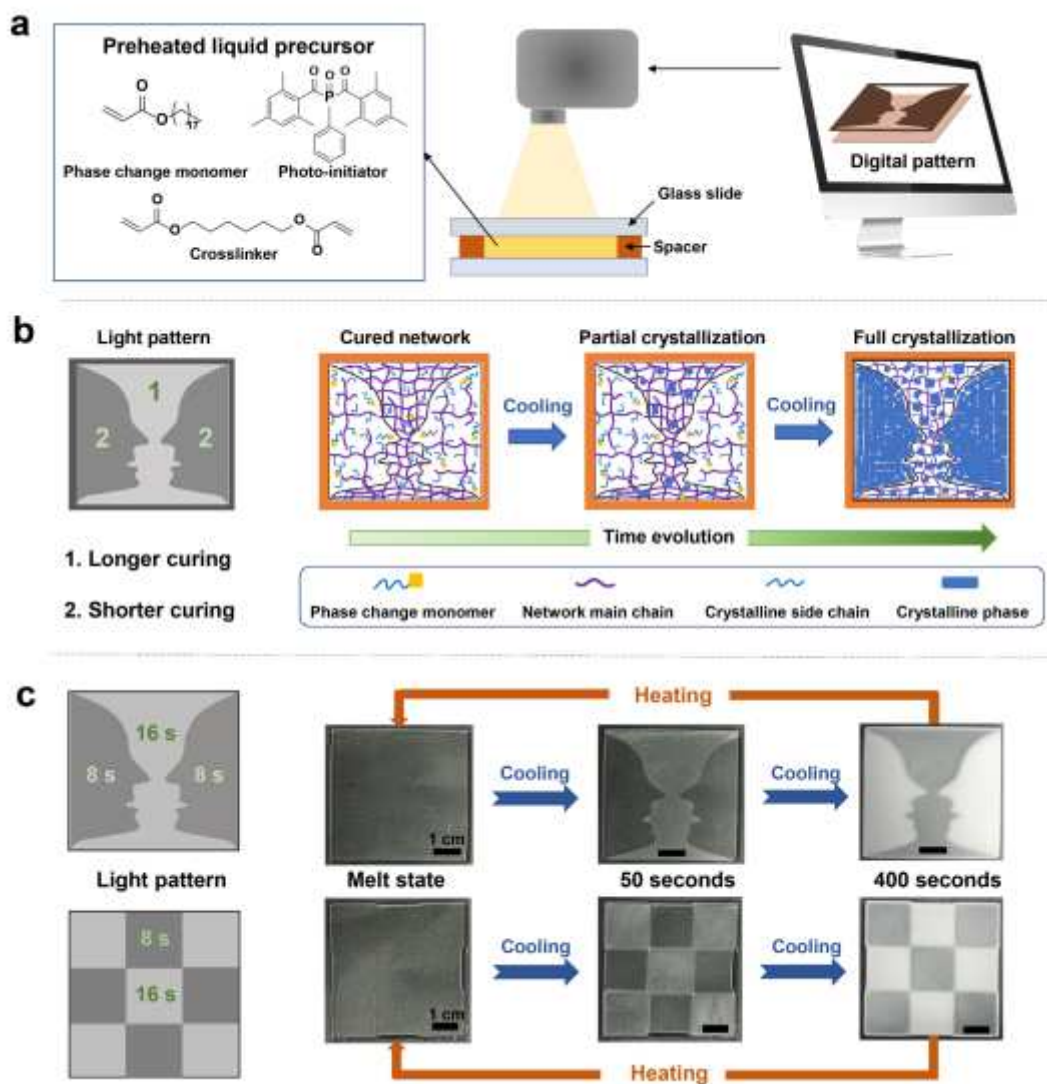 a
Preheated liquid precursor
O
O
17
O
O
O
P
Phase change monomer
Photo-initiator
O
O
O
O
Crosslinker
Glass slide
Spacer
Digital pattern
b
Light pattern
1
2
2
1. Longer curing
2. Shorter curing
Cured network
Partial crystallization
Full crystallization
Cooling
Cooling
Time evolution
Phase change monomer
Network main chain
Crystalline side chain
Crystalline phase
c
16 s
8 s
8 s
Light pattern
8 s
16 s
Heating
Cooling
Cooling
1 cm
Melt state
50 seconds
400 seconds
Cooling
Cooling
1 cm
Heating